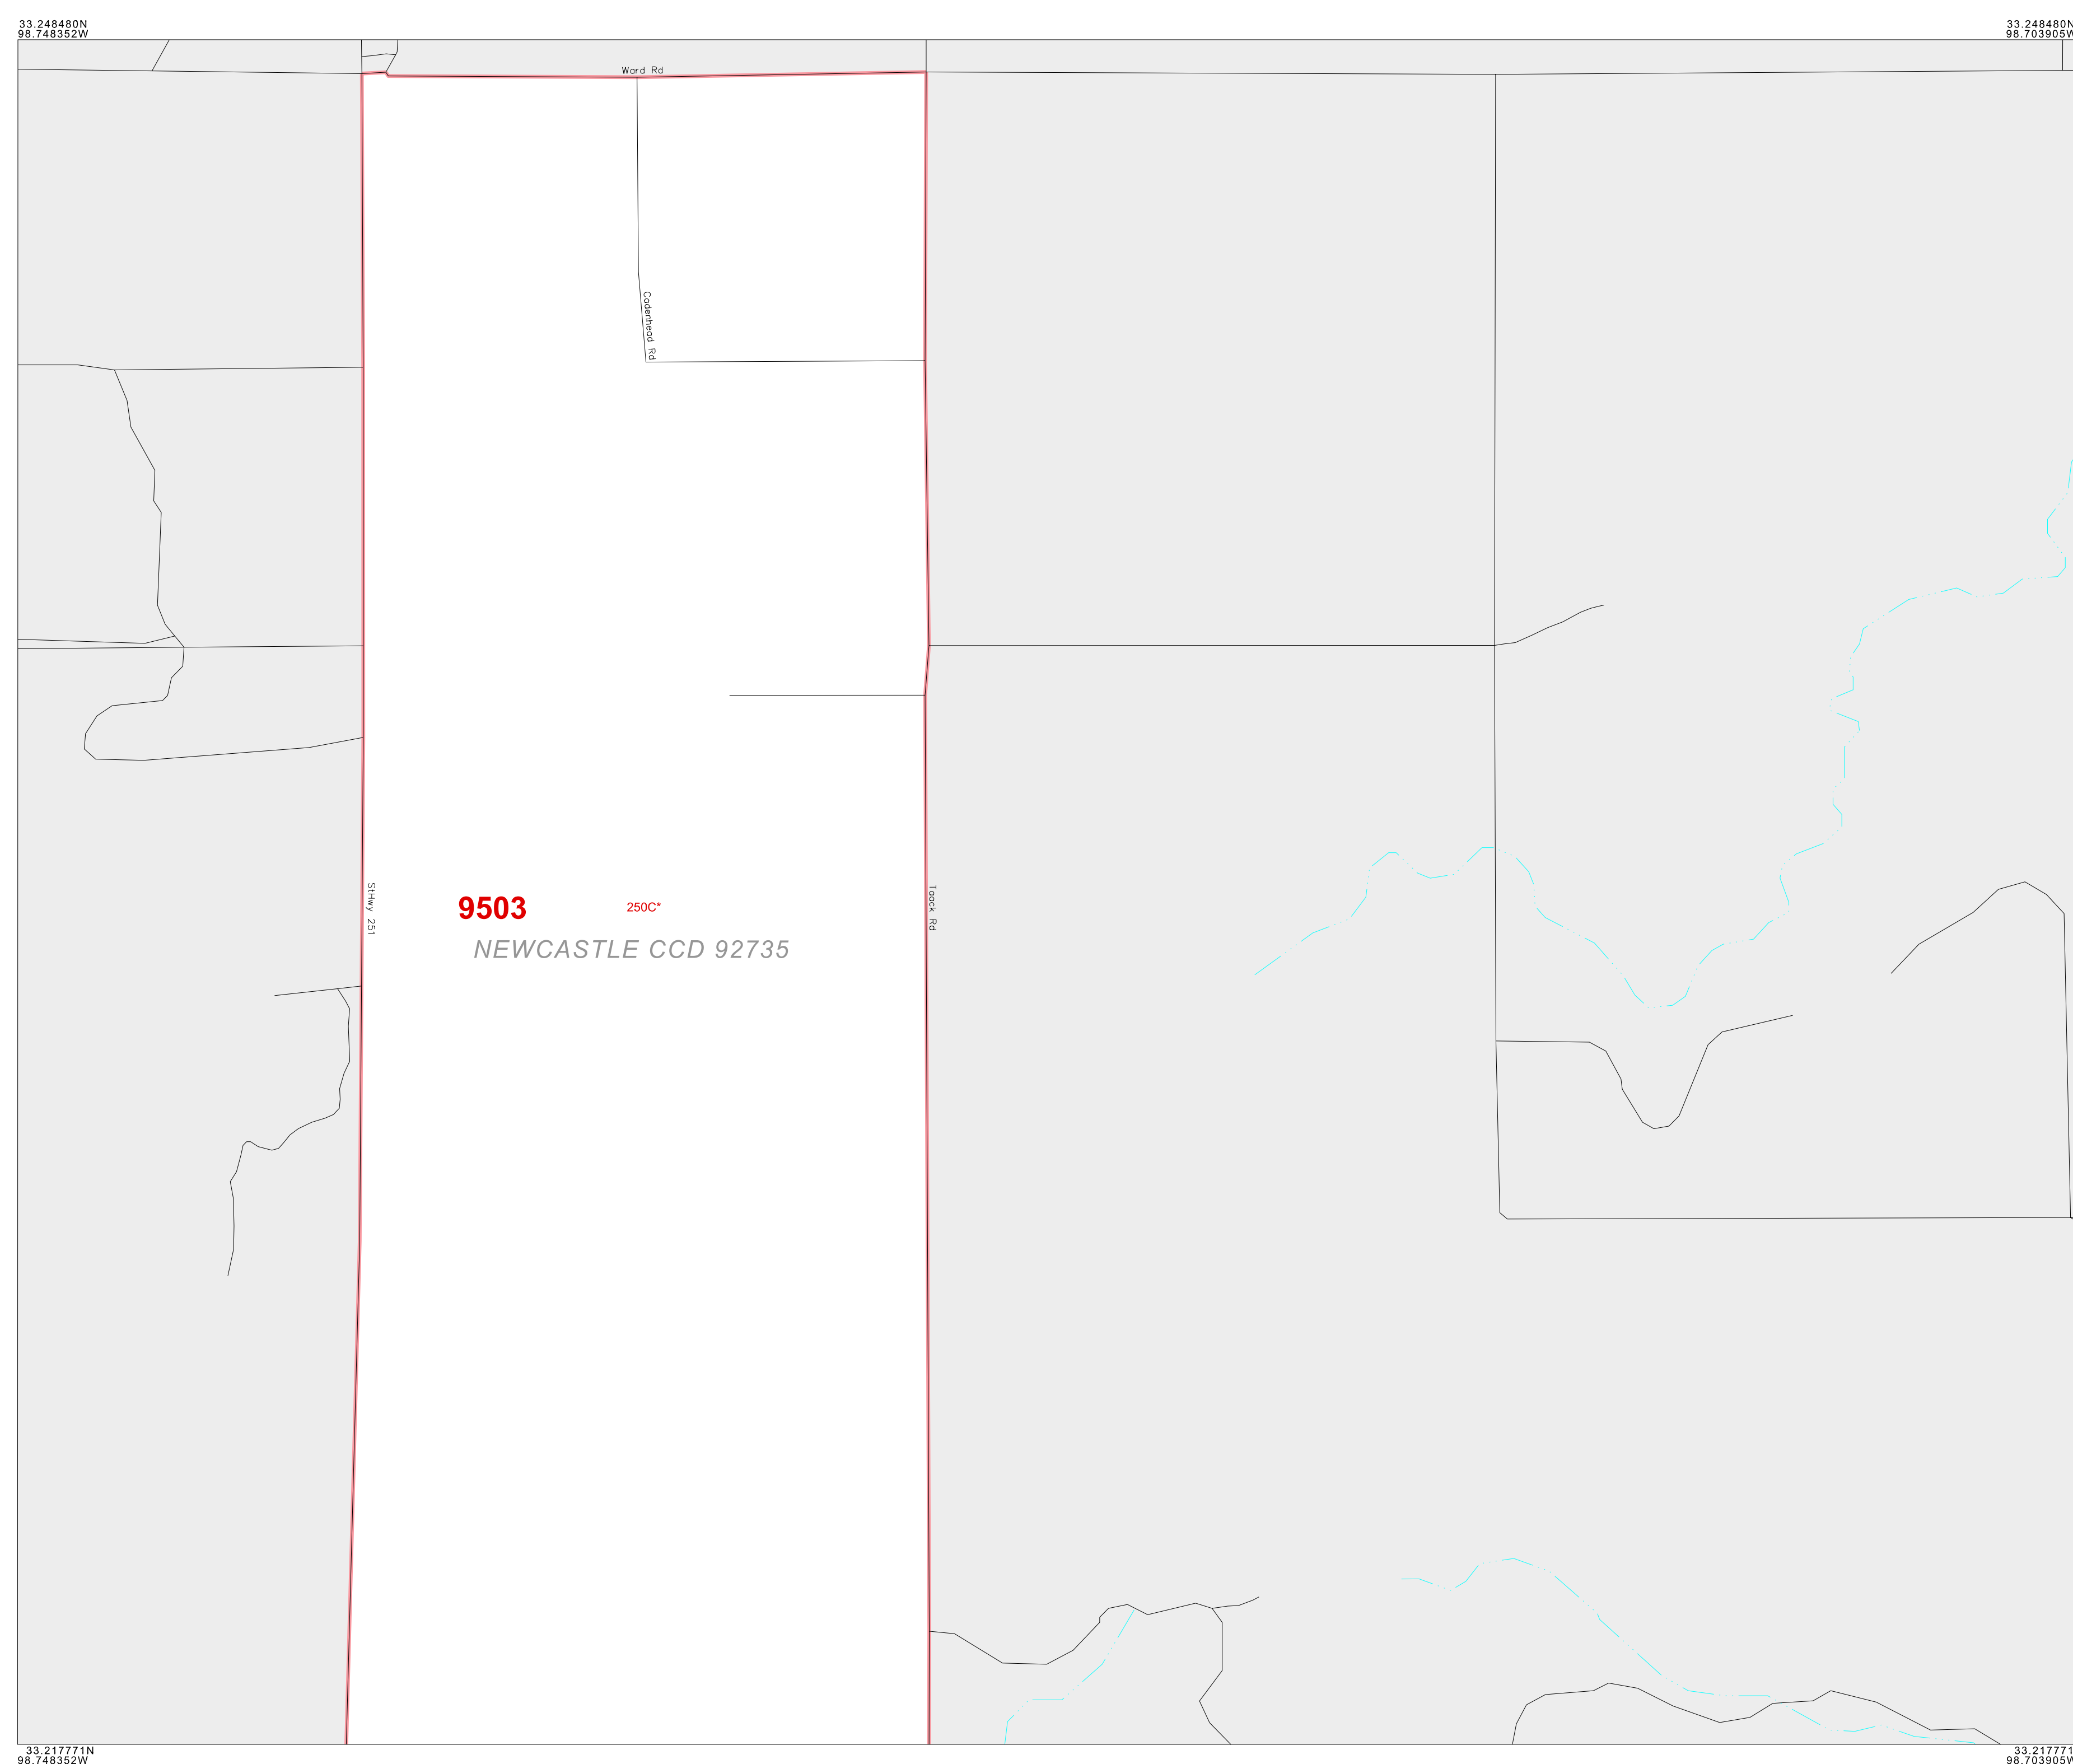 33.248480N
98.748352W
33.248480N
98.703905W
Ward Rd
Cadenhead Rd
StHwy 251
Taack Rd
9503
250C*
NEWCASTLE CCD 92735
33.217771N
98.748352W
33.217771
98.703905W